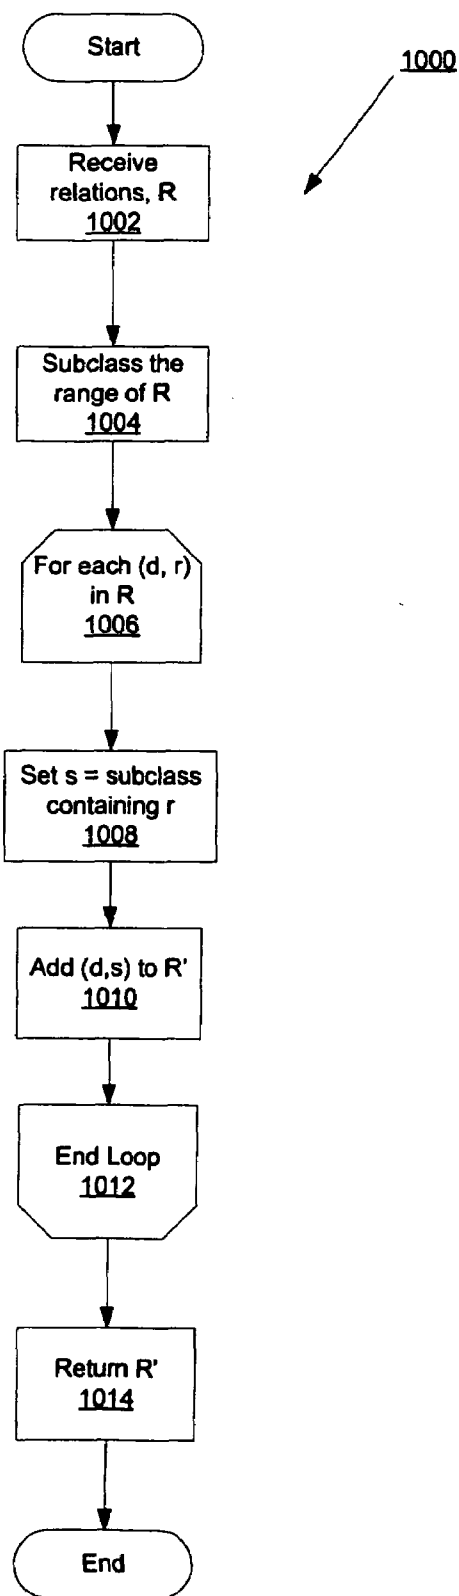 Start
1000
Receive
relations, R
1002
Subclass the
range of R
1004
For each (d, r)
in R
1006
Set s = subclass
containing r
1008
Add (d,s) to R'
1010
End Loop
1012
Return R'
1014
End